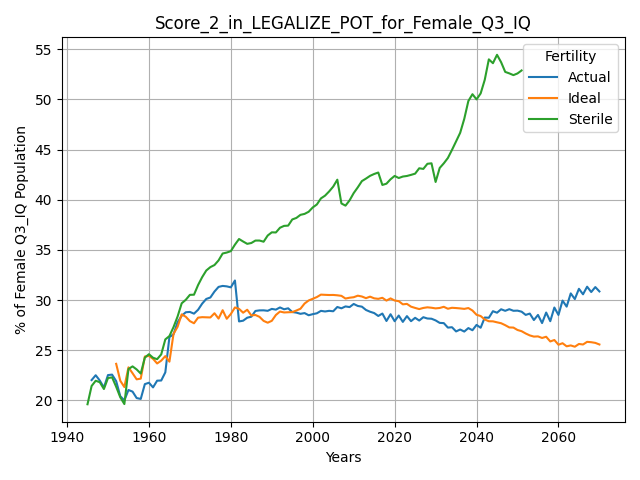 Score_2_in_LEGALIZE_POT_for_Female_Q3_IQ
% of Female Q3_IQ Population
55
50
45
40
35
30
25
20
Fertility
Actual
Ideal
Sterile
1940 1960 1980 2000 2020 2040 2060
Years